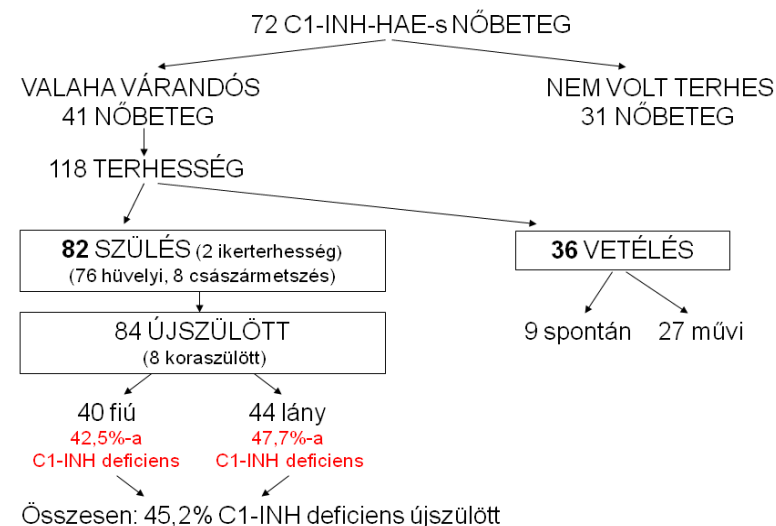 72 C1-INH-HAE-s NŐBETEG
VALAHA VÁRANDÓS
41 NŐBETEG
NEM VOLT TERHES
31 NŐBETEG
118 TERHESSÉG
82 SZÜLÉS (2 ikerterhesség)
(76 hüvelyi, 8 császármetszés)
36 VETÉLÉS
84 ÚJSZÜLÖTT
(8 koraszülött)
9 spontán
27 művi
40 fiú
42,5%-a
C1-INH deficiens
44 lány
47,7%-a
C1-INH deficiens
Összesen: 45,2% C1-INH deficiens újszülött